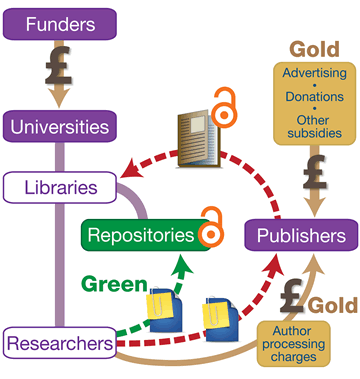 Funders
£
Universities
Libraries
Repositories
Green
Researchers
Gold
Advertising
•
Donations
•
Other
subsidies
£
Publishers
£
Gold
Author
processing
charges